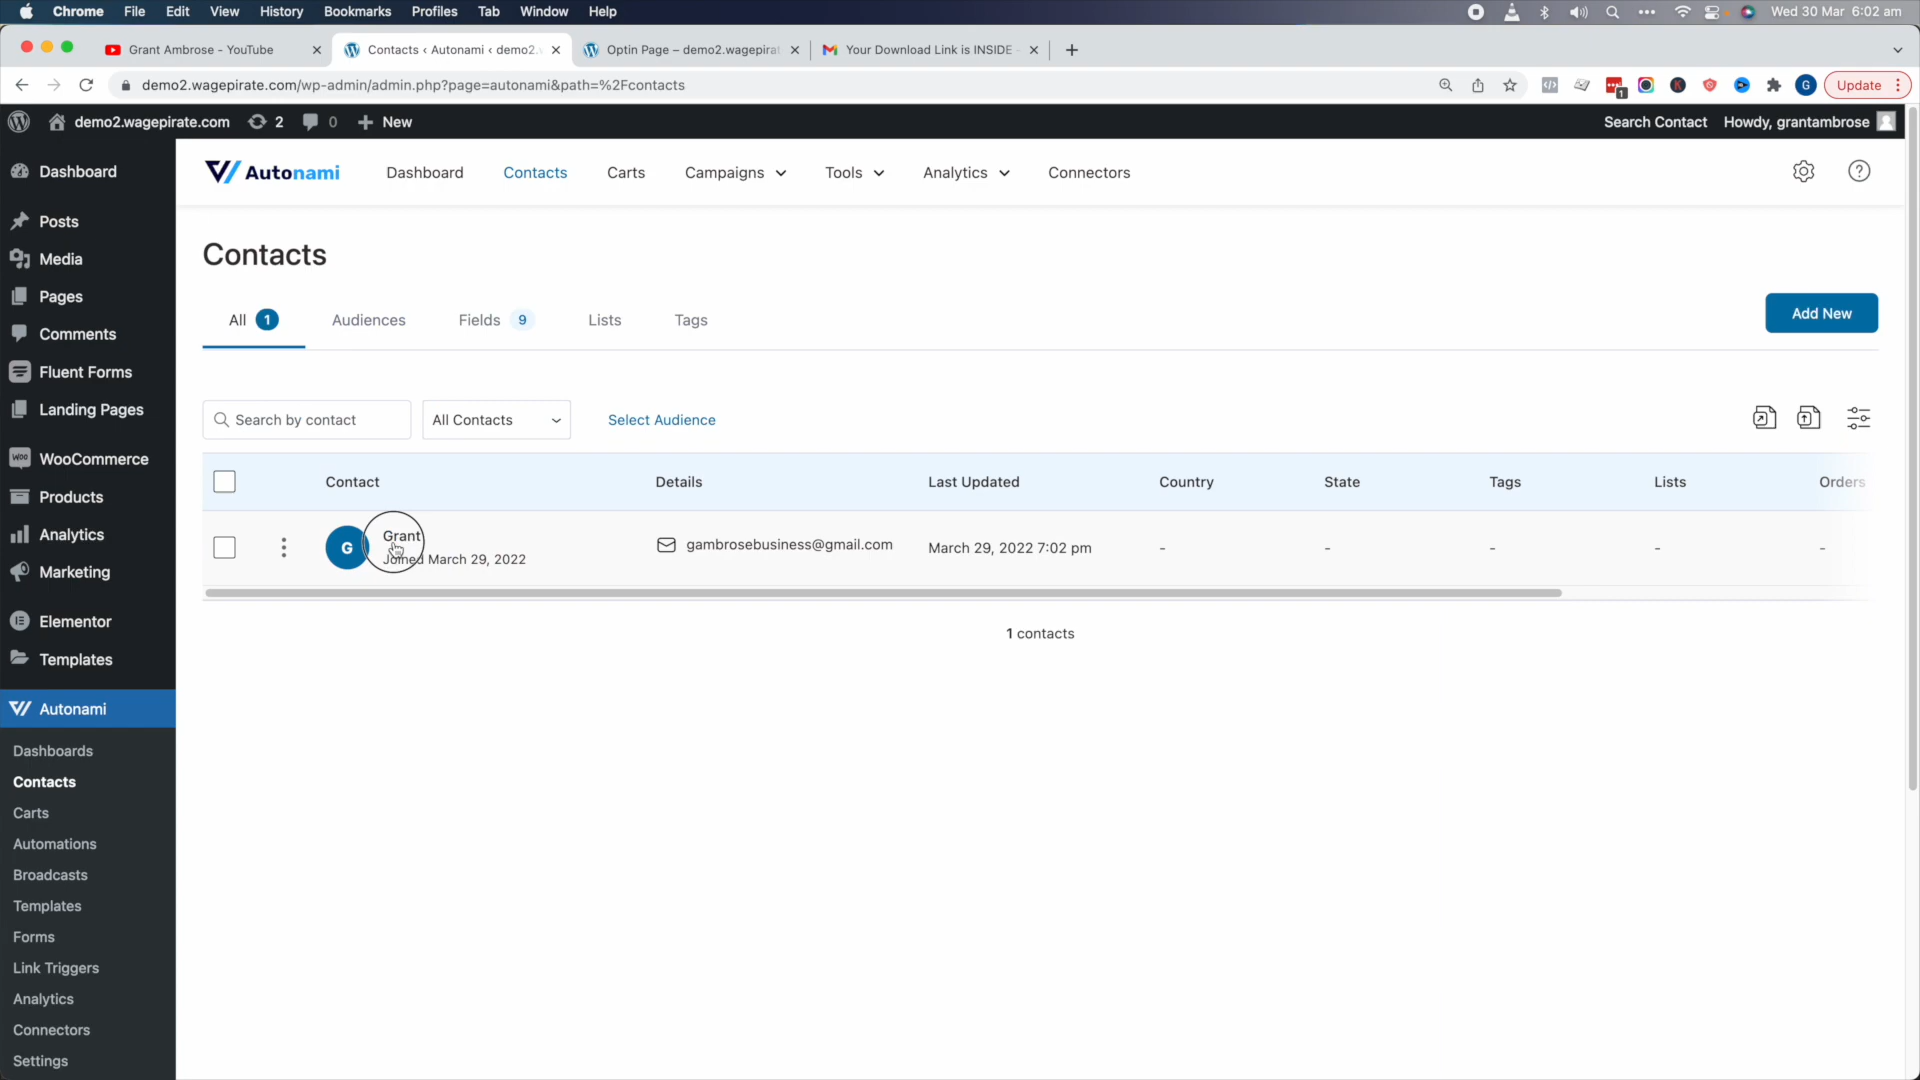 Chrome File Edit View History Bookmarks Profiles Tab Window Help Wed 30 Mar 6:02 am
Grant Ambrose - YouTube Contacts ‹ Autonami ‹ demo2. Optin Page – demo2.wagepirat Your Download Link is INSIDE
demo2.wagepirate.com/wp-admin/admin.php?page=autonami&path=%2Fcontacts 1 G Update
demo2.wagepirate.com 2 0 New Search Contact Howdy, grantambrose
Dashboard
Posts
Media
Pages
Comments
Fluent Forms
Landing Pages
WooCommerce
Products
Analytics
Marketing
Elementor
Templates
Autonami
Dashboards
Contacts
Carts
Automations
Broadcasts
Templates
Forms
Link Triggers
Analytics
Connectors
Settings
Autonami Dashboard Contacts Carts Campaigns Tools Analytics Connectors
Contacts
All 1 Audiences Fields 9 Lists Tags Add New
Search by contact All Contacts Select Audience
Contact Details Last Updated Country State Tags Lists Orders
G Grant gambrosebusiness@gmail.com March 29, 2022 7:02 pm - - - - -
Joined March 29, 2022
1 contacts